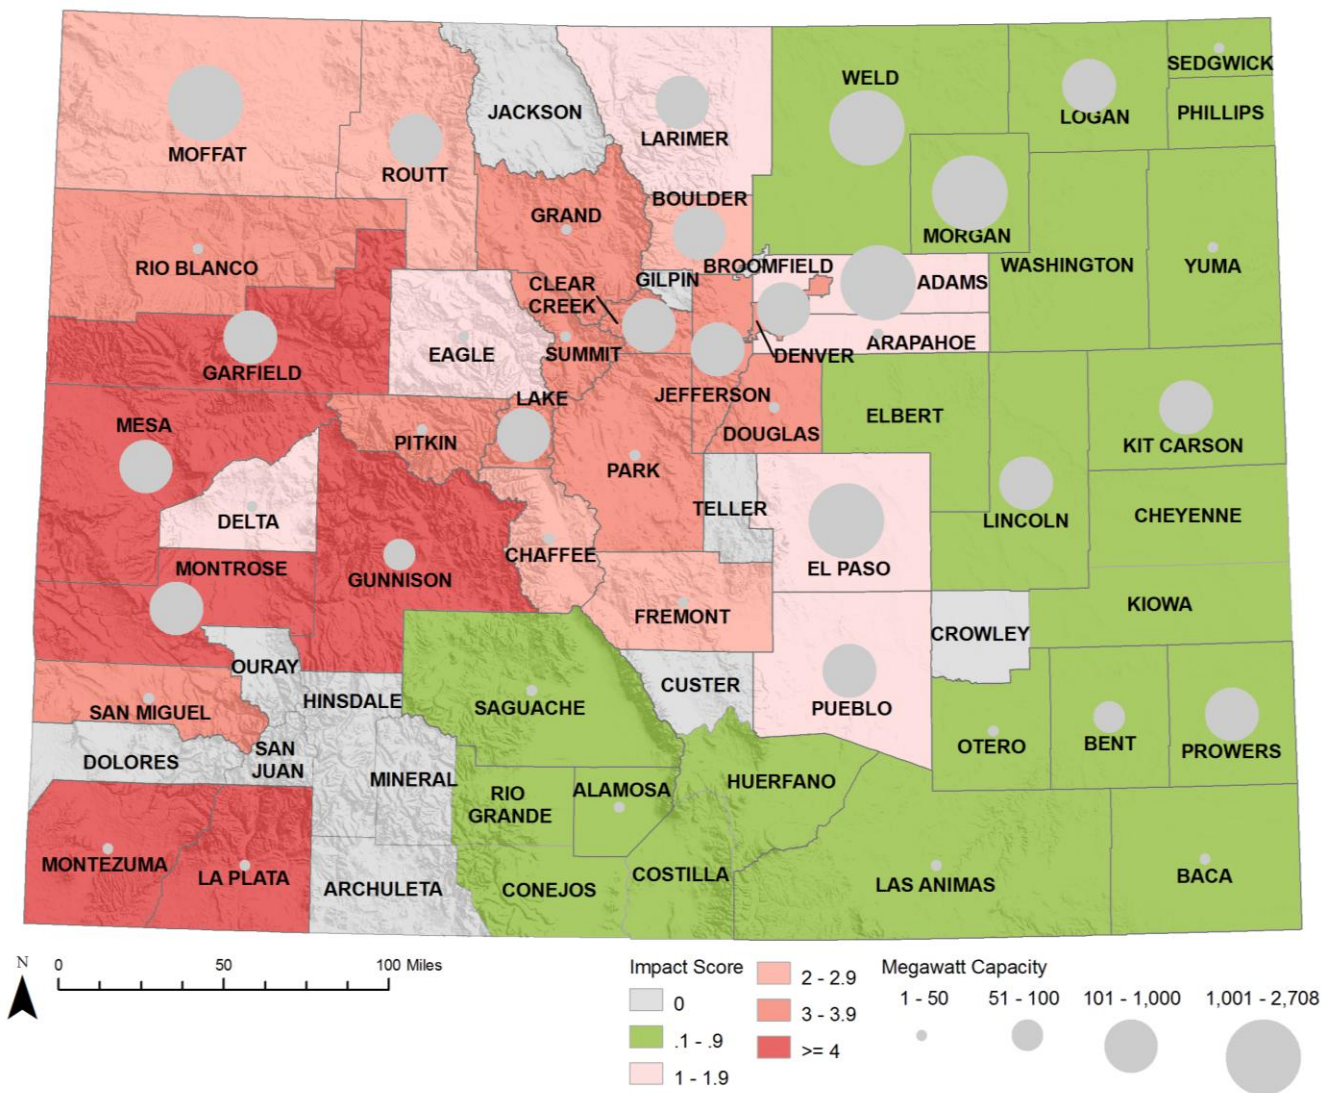 SEDGWICK
WELD
LOGAN
PHILLIPS
JACKSON
LARIMER
MOFFAT
ROUTT
BOULDER
GRAND
MORGAN
RIO BLANCO
GILPIN
BROOMFIELD
WASHINGTON
YUMA
CLEAR
CREEK
ADAMS
EAGLE
SUMMIT
DENVER
ARAPAHOE
GARFIELD
LAKE
JEFFERSON
MESA
PITKIN
DOUGLAS
ELBERT
KIT CARSON
PARK
TELLER
DELTA
LINCOLN
CHEYENNE
CHAFFEE
MONTROSE
GUNNISON
EL PASO
FREMONT
KIOWA
CROWLEY
OURAY
CUSTER
HINSDALE
SAGUACHE
PUEBLO
SAN MIGUEL
OTERO
BENT
PROWERS
DOLORES
SAN
JUAN
MINERAL
RIO
GRANDE
ALAMOSA
HUERFANO
MONTEZUMA
LA PLATA
ARCHULETA
CONEJOS
COSTILLA
LAS ANIMAS
BACA
N
0 50 100 Miles
Impact Score
0
.1 - .9
1 - 1.9
2 - 2.9
3 - 3.9
>= 4
Megawatt Capacity
1 - 50 51 - 100 101 - 1,000 1,001 - 2,708